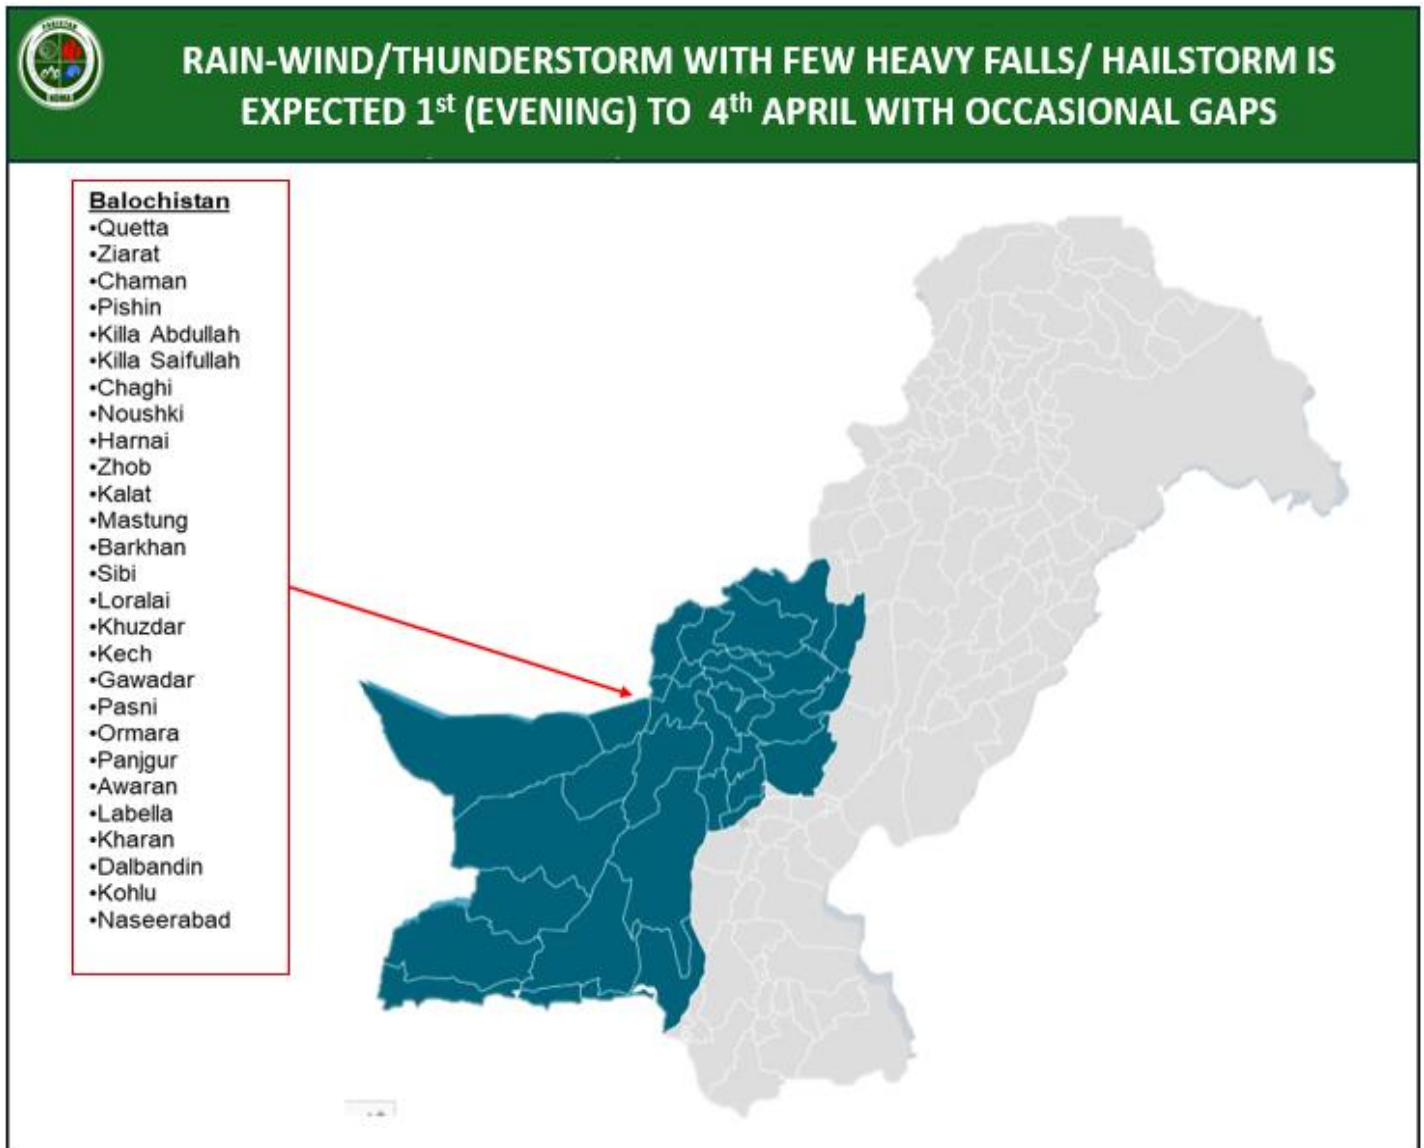 RAIN-WIND/THUNDERSTORM WITH FEW HEAVY FALLS/ HAILSTORM IS
EXPECTED 1st (EVENING) TO 4th APRIL WITH OCCASIONAL GAPS
Balochistan
•Quetta
•Ziarat
•Chaman
•Pishin
•Killa Abdullah
•Killa Saifullah
•Chaghi
•Noushki
•Harnai
•Zhob
•Kalat
•Mastung
•Barkhan
•Sibi
•Loralai
•Khuzdar
•Kech
•Gawadar
•Pasni
•Ormara
•Panjgur
•Awaran
•Labella
•Kharan
•Dalbandin
•Kohlu
•Naseerabad